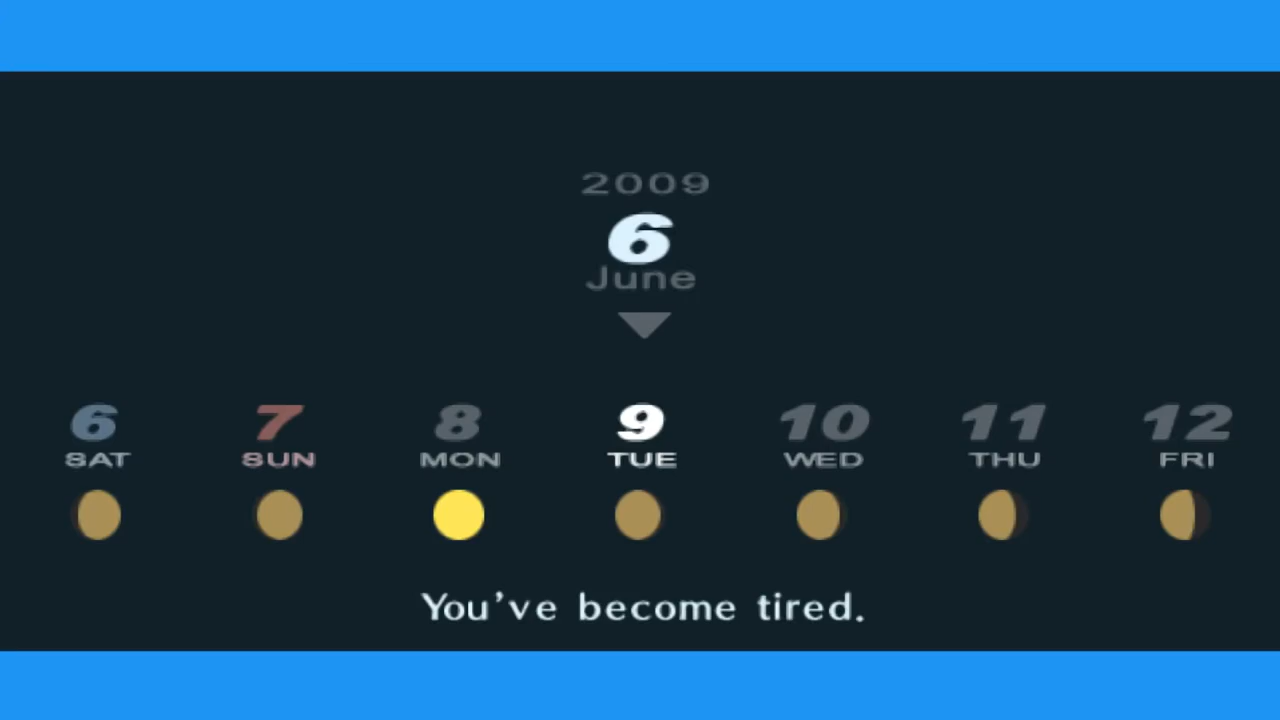 2009
6
June
6 7 8 9 10 11 12
SAT SUN MON TUE WED THU FRI
You've become tired.